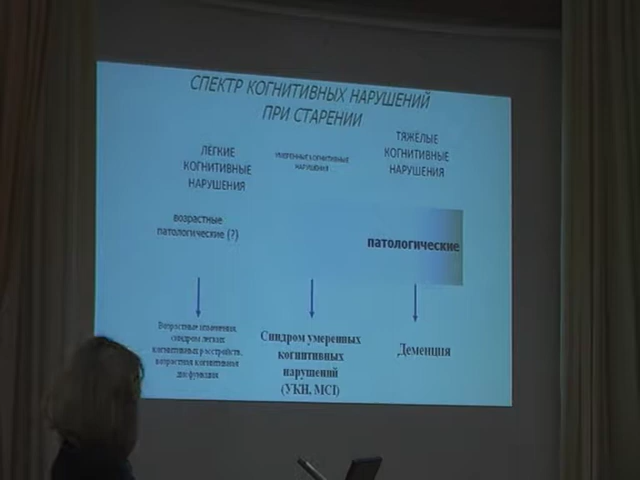 СПЕКТР КОГНИТИВНЫХ НАРУШЕНИЙ
ПРИ СТАРЕНИИ
ЛЁГКИЕ
КОГНИТИВНЫЕ
НАРУШЕНИЯ
УМЕРЕННЫЕ КОГНИТИВНЫЕ
НАРУШЕНИЯ
ТЯЖЁЛЫЕ
КОГНИТИВНЫЕ
НАРУШЕНИЯ
возрастные
патологические (?)
патологические
Возрастные изменения,
синдром легких
когнитивных расстройств,
возрастная когнитивная
дисфункция
Синдром умеренных
когнитивных
нарушений
(УКН, MCI)
Деменция